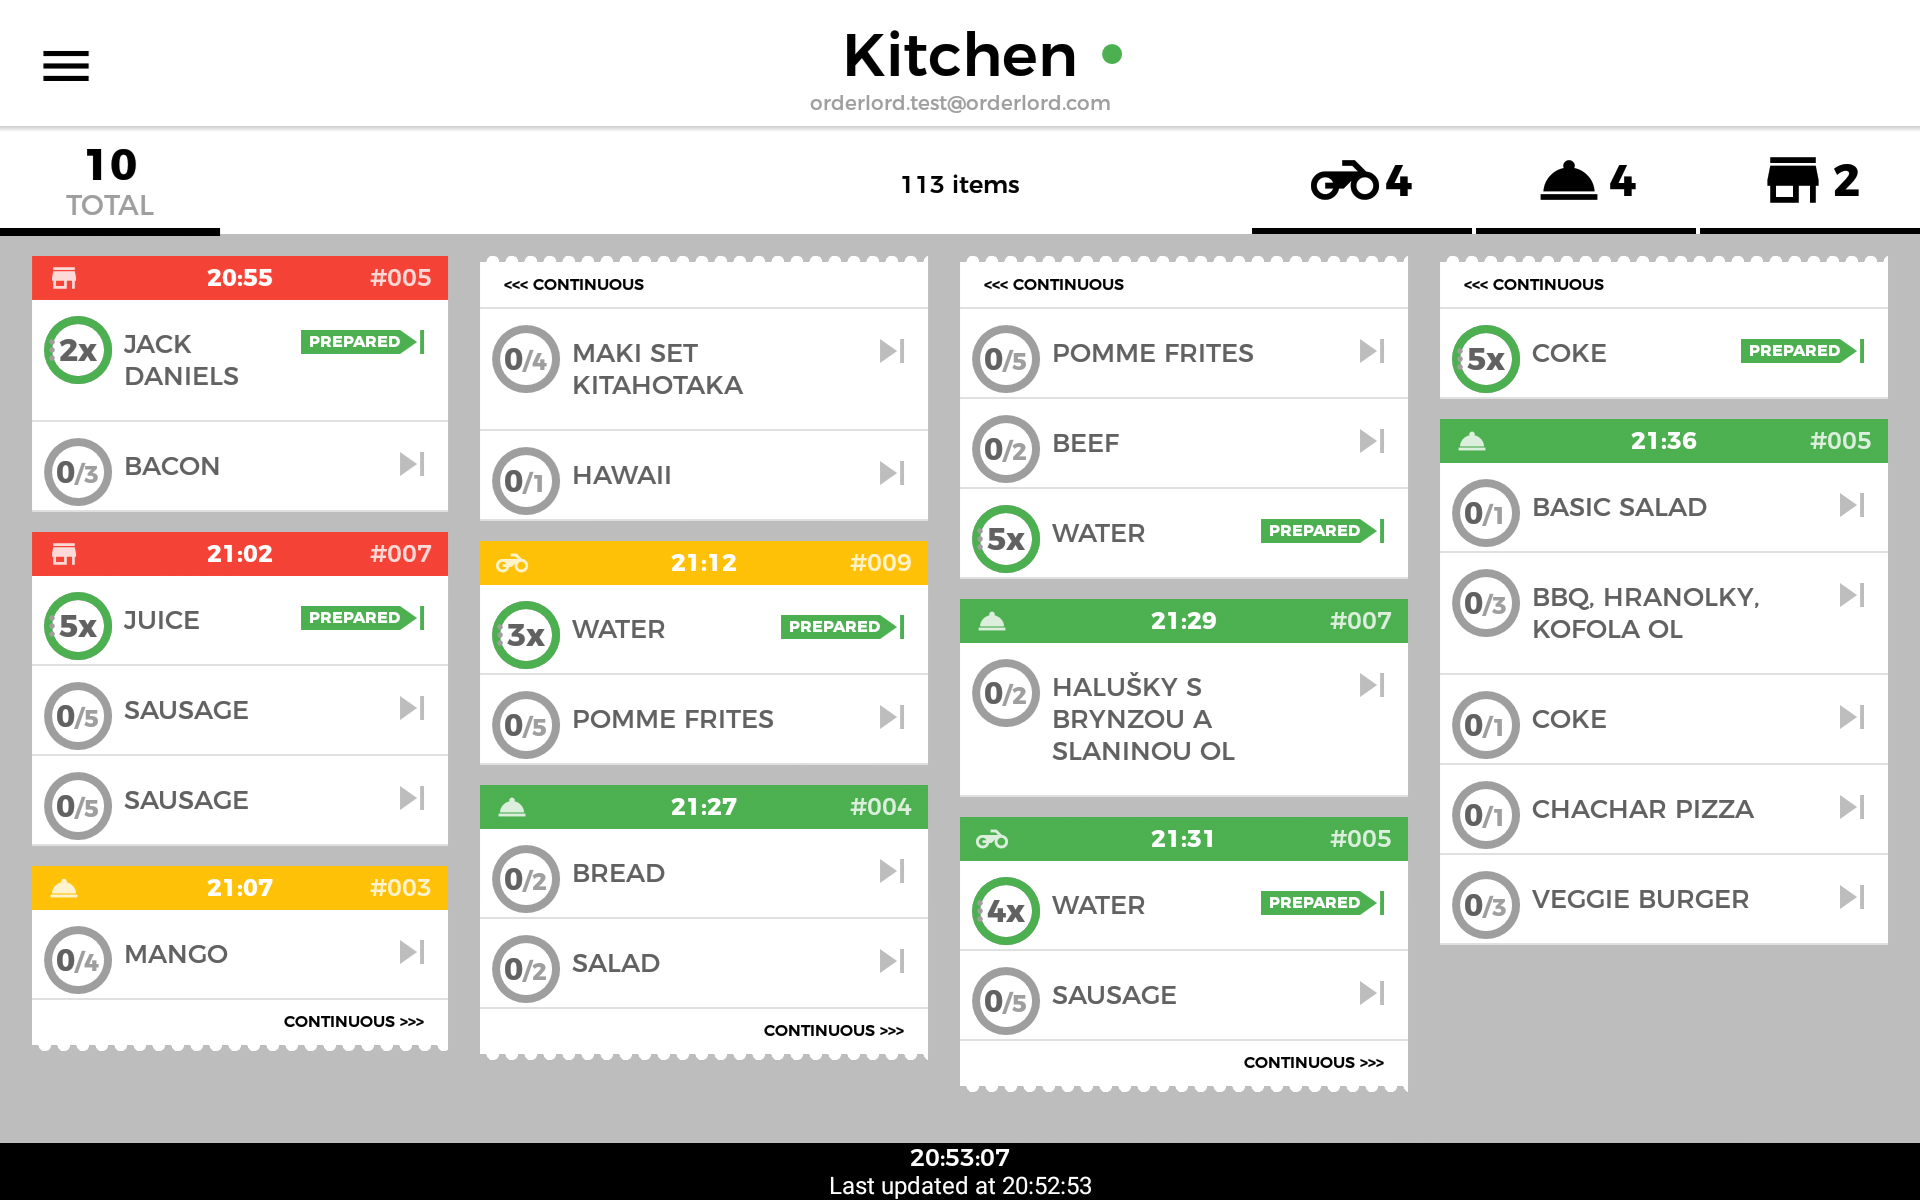 Kitchen
orderlord.test@orderlord.com
10
TOTAL
113 items
4
4
2
20:55 #005
2x JACK DANIELS PREPARED
0/3 BACON
21:02 #007
5x JUICE PREPARED
0/5 SAUSAGE
0/5 SAUSAGE
21:07 #003
0/4 MANGO
CONTINUOUS >>>
<<< CONTINUOUS
0/4 MAKI SET
KITAHOTAKA
0/1 HAWAII
21:12 #009
3x WATER PREPARED
0/5 POMME FRITES
21:27 #004
0/2 BREAD
0/2 SALAD
CONTINUOUS >>>
<<< CONTINUOUS
0/5 POMME FRITES
0/2 BEEF
5x WATER PREPARED
21:29 #007
0/2 HALUŠKY S
BRYNZOU A
SLANINOU OL
21:31 #005
4x WATER PREPARED
0/5 SAUSAGE
CONTINUOUS >>>
<<< CONTINUOUS
5x COKE PREPARED
21:36 #005
0/1 BASIC SALAD
0/3 BBQ, HRANOLKY,
KOFOLA OL
0/1 COKE
0/1 CHACHAR PIZZA
0/3 VEGGIE BURGER
20:53:07
Last updated at 20:52:53